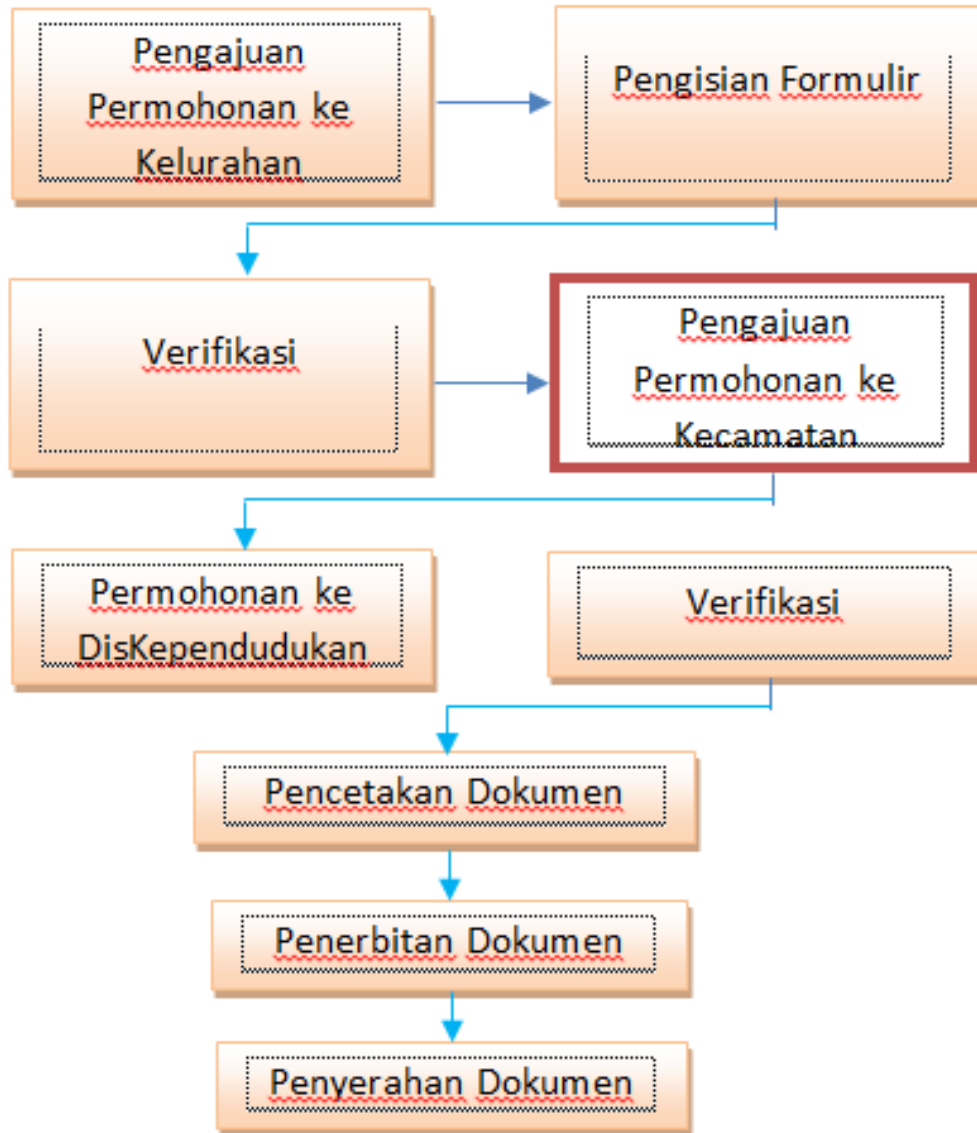 Pengajuan
Permohonan ke
Kelurahan
Pengisian Formulir
Verifikasi
Pengajuan
Permohonan ke
Kecamatan
Permohonan ke
DisKependudukan
Verifikasi
Pencetakan Dokumen
Penerbitan Dokumen
Penyerahan Dokumen